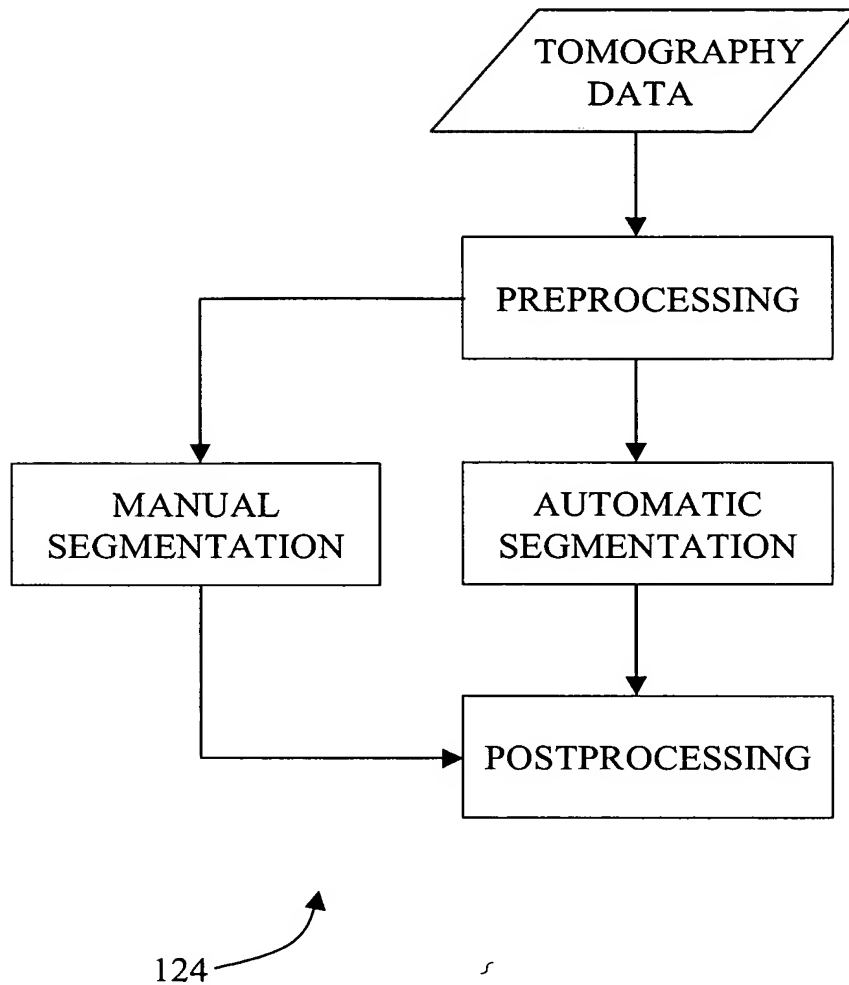 TOMOGRAPHY
DATA
PREPROCESSING
MANUAL
SEGMENTATION
AUTOMATIC
SEGMENTATION
POSTPROCESSING
124